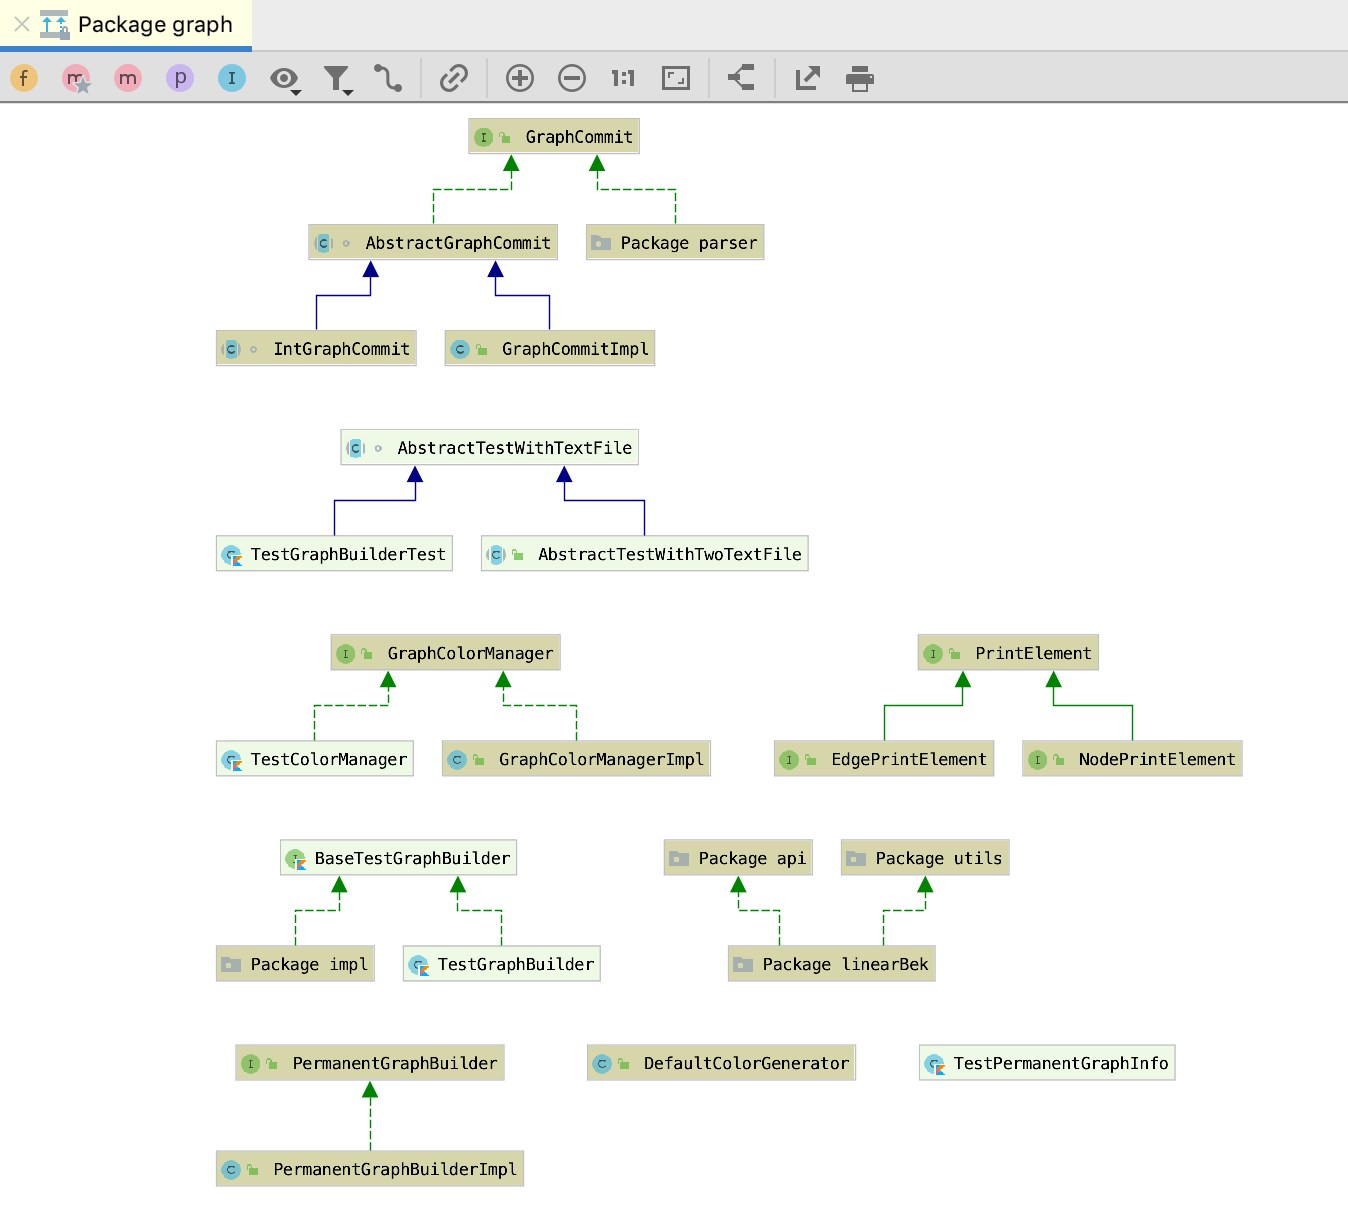 Package graph
f m m p I 1:1
I GraphCommit
C AbstractGraphCommit
Package parser
C IntGraphCommit
C GraphCommitImpl
C AbstractTestWithTextFile
C TestGraphBuilderTest
C AbstractTestWithTwoTextFile
I GraphColorManager
I PrintElement
C TestColorManager
C GraphColorManagerImpl
I EdgePrintElement
I NodePrintElement
I BaseTestGraphBuilder
Package api
Package utils
Package impl
C TestGraphBuilder
Package linearBek
I PermanentGraphBuilder
C DefaultColorGenerator
C TestPermanentGraphInfo
C PermanentGraphBuilderImpl